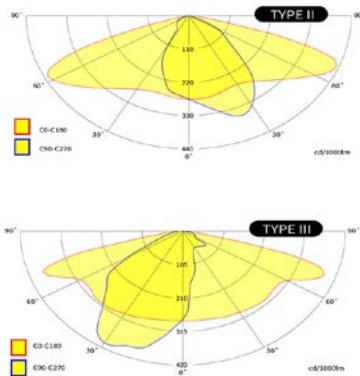 TYPE II
90° 90°
110
220
60° 60°
330
C0-C180 30° 30°
C90-C270 440
0° cd/1000lm
TYPE III
90° 90°
105
210
60° 60°
315
C0-C180 30° 30°
C90-C270 420
0° cd/1000lm